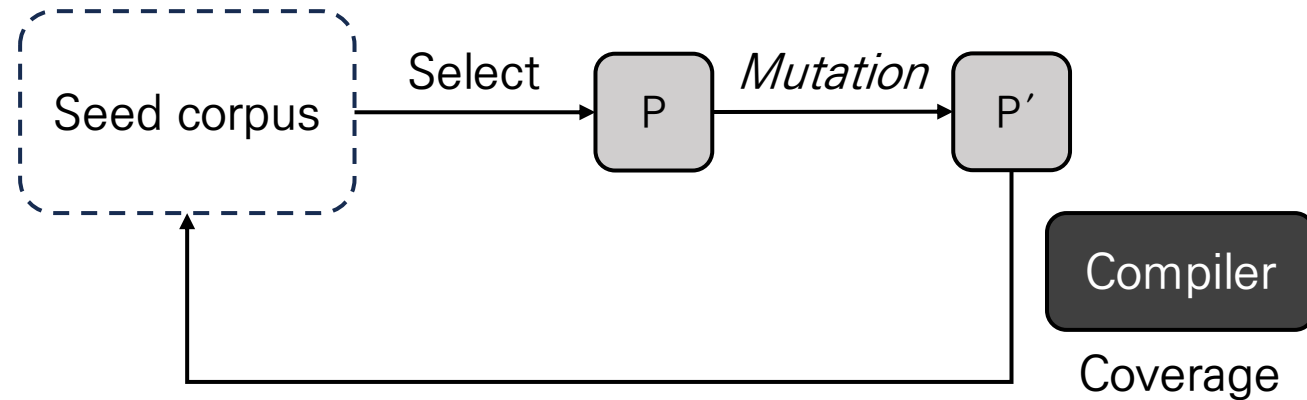 Select
Mutation
Seed corpus
P
P′
Compiler
Coverage